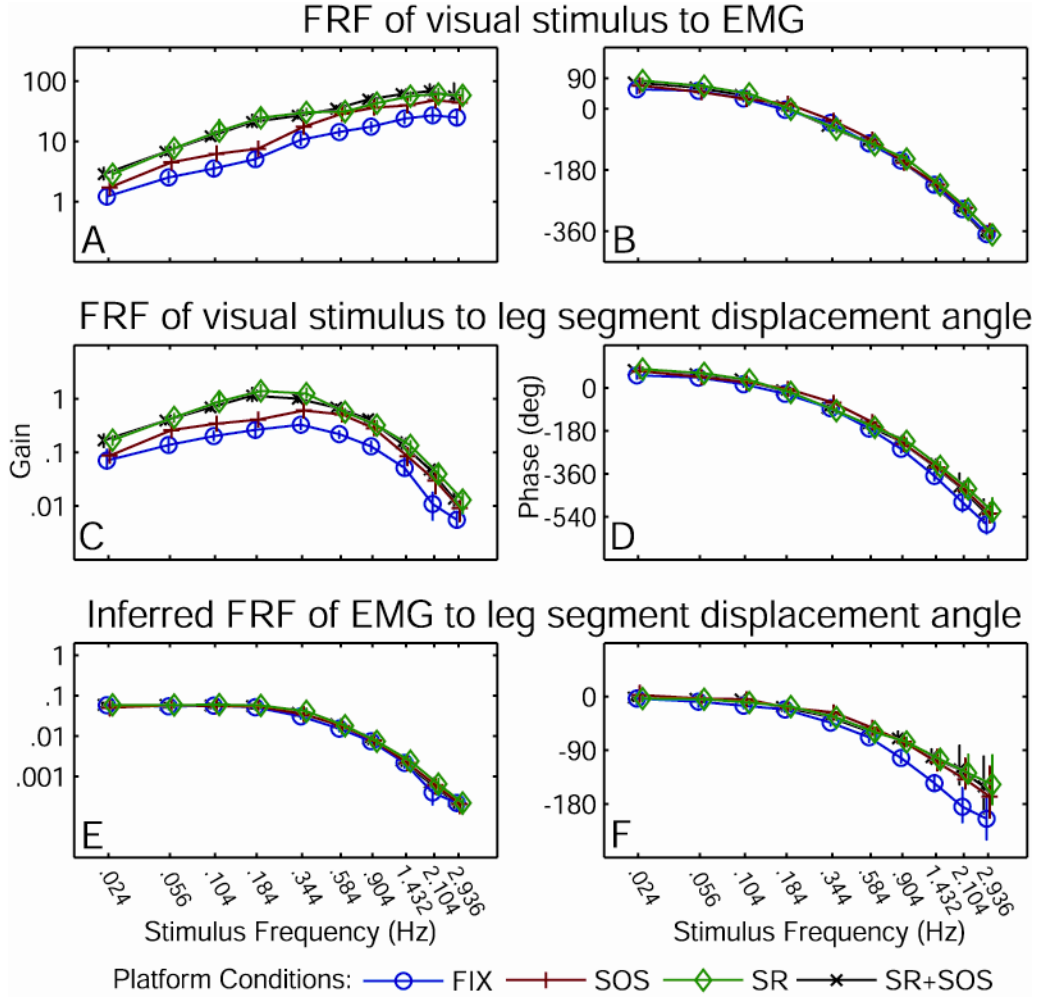 FRF of visual stimulus to EMG
100
10
1
A
90
0
-180
-360
B
FRF of visual stimulus to leg segment displacement angle
Gain
1
.1
.01
C
Phase (deg)
0
-180
-360
-540
D
Inferred FRF of EMG to leg segment displacement angle
1
.1
.01
.001
E
0
-90
-180
F
.024 .056 .104 .184 .344 .584 .904 1.432 2.104 2.936
Stimulus Frequency (Hz)
.024 .056 .104 .184 .344 .584 .904 1.432 2.104 2.936
Stimulus Frequency (Hz)
Platform Conditions: FIX SOS SR SR+SOS